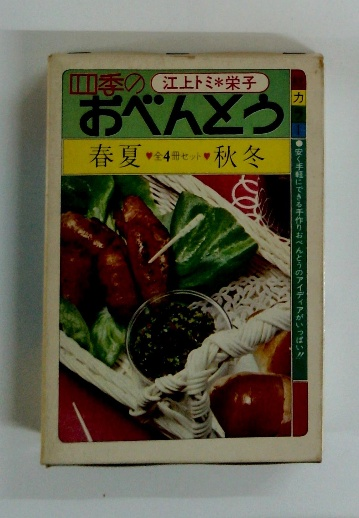 四季の
江上トミ*栄子
おべんとう
春夏♥全4冊セット♥秋冬
カラー
●安く手軽にできる手作りおべんとうのアイディアがいっぱい!!